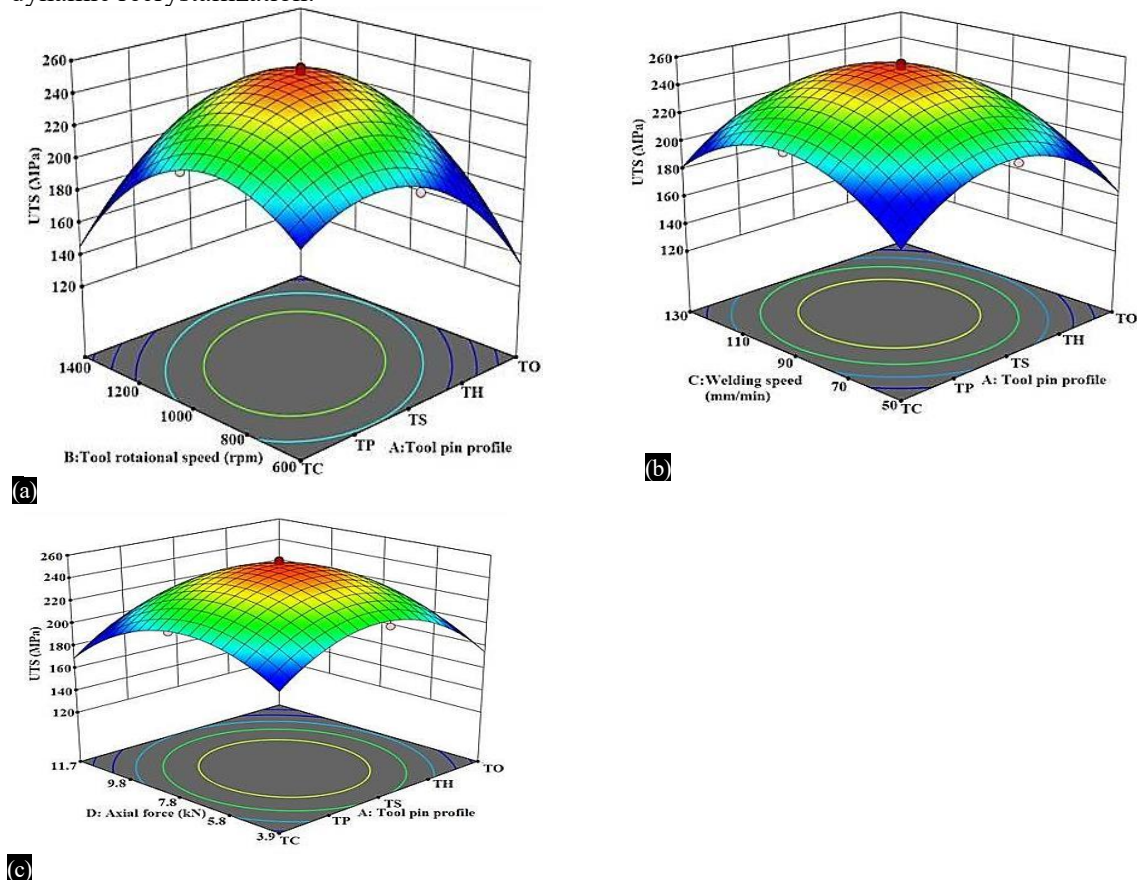 dynamic recrystallization.
260
240
220
200
180
160
140
120
UTS (MPa)
1400
1200
1000
800
600
B:Tool rotaional speed (rpm)
TC
TP
TS
TH
TO
A:Tool pin profile
(a)
260
240
220
200
180
160
140
120
UTS (MPa)
130
110
90
70
50
C:Welding speed
(mm/min)
TC
TP
TS
TH
TO
A: Tool pin profile
(b)
260
240
220
200
180
160
140
120
UTS (MPa)
11.7
9.8
7.8
5.8
3.9
D: Axial force (kN)
TC
TP
TS
TH
TO
A: Tool pin profile
(c)